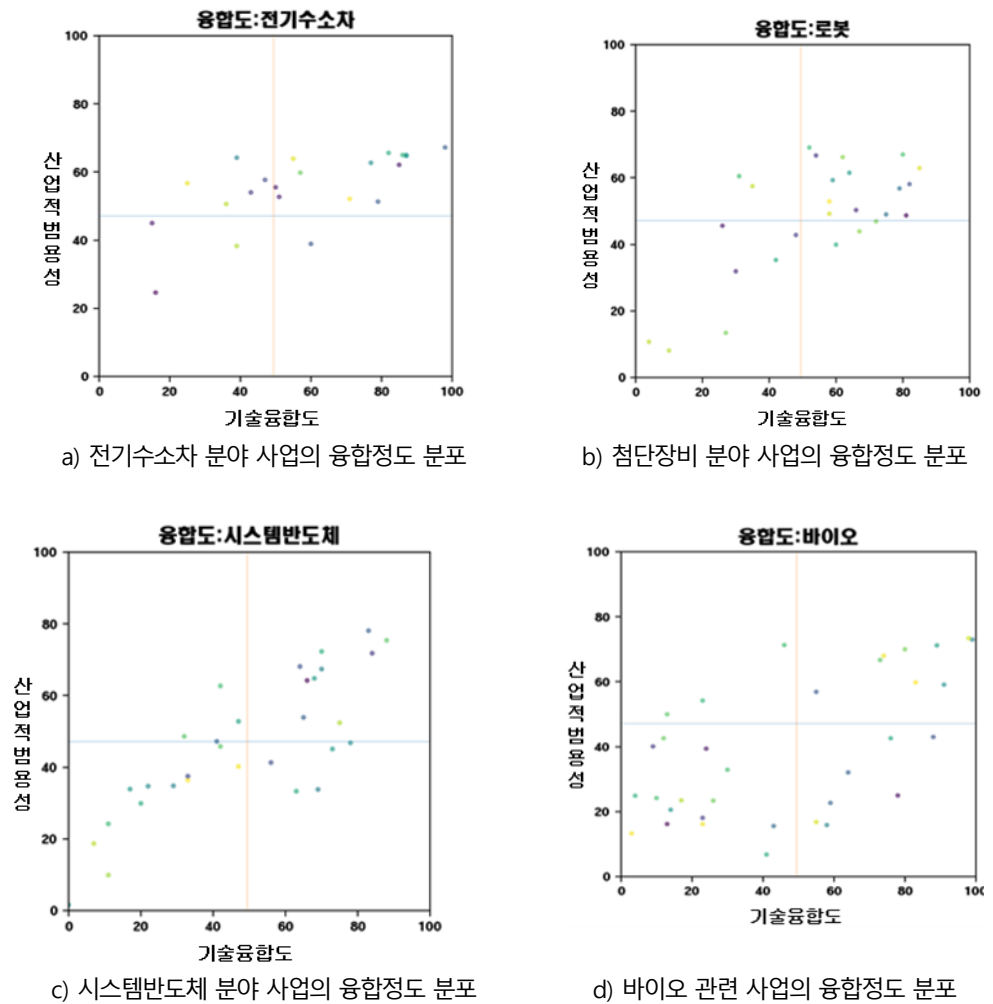 융합도:전기수소차
100
80
60
40
20
0
산업적범용성
0 20 40 60 80 100
기술융합도
a) 전기수소차 분야 사업의 융합정도 분포
융합도:로봇
100
80
60
40
20
0
산업적범용성
0 20 40 60 80 100
기술융합도
b) 첨단장비 분야 사업의 융합정도 분포
융합도:시스템반도체
100
80
60
40
20
0
산업적범용성
0 20 40 60 80 100
기술융합도
c) 시스템반도체 분야 사업의 융합정도 분포
융합도:바이오
100
80
60
40
20
0
산업적범용성
0 20 40 60 80 100
기술융합도
d) 바이오 관련 사업의 융합정도 분포